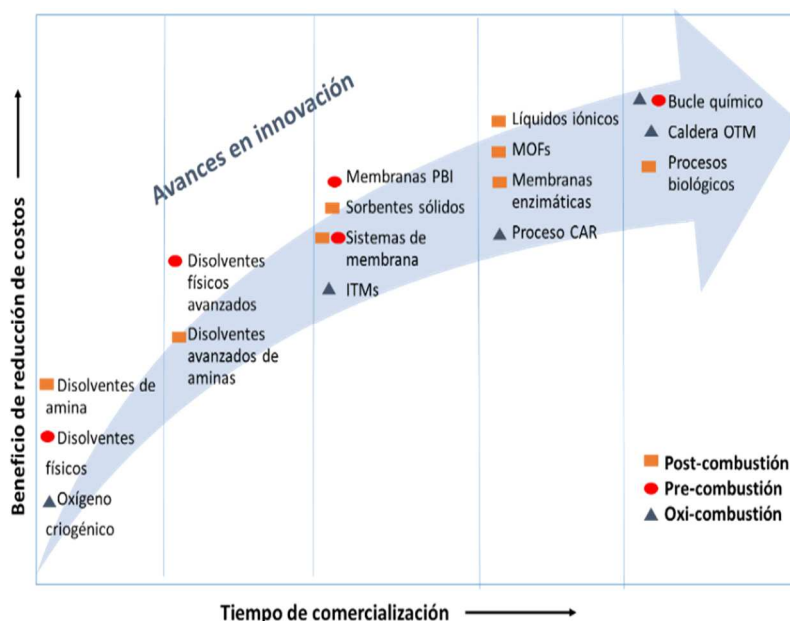 Beneficio de reducción de costos
Avances en innovación
Disolventes de
amina
Disolventes
físicos
Oxígeno
criogénico
Disolventes
físicos
avanzados
Disolventes
avanzados de
aminas
Membranas PBI
Sorbentes sólidos
Sistemas de
membrana
ITMs
Líquidos iónicos
MOFs
Membranas
enzimáticas
Proceso CAR
Bucle químico
Caldera OTM
Procesos
biológicos
Post-combustión
Pre-combustión
Oxi-combustión
Tiempo de comercialización